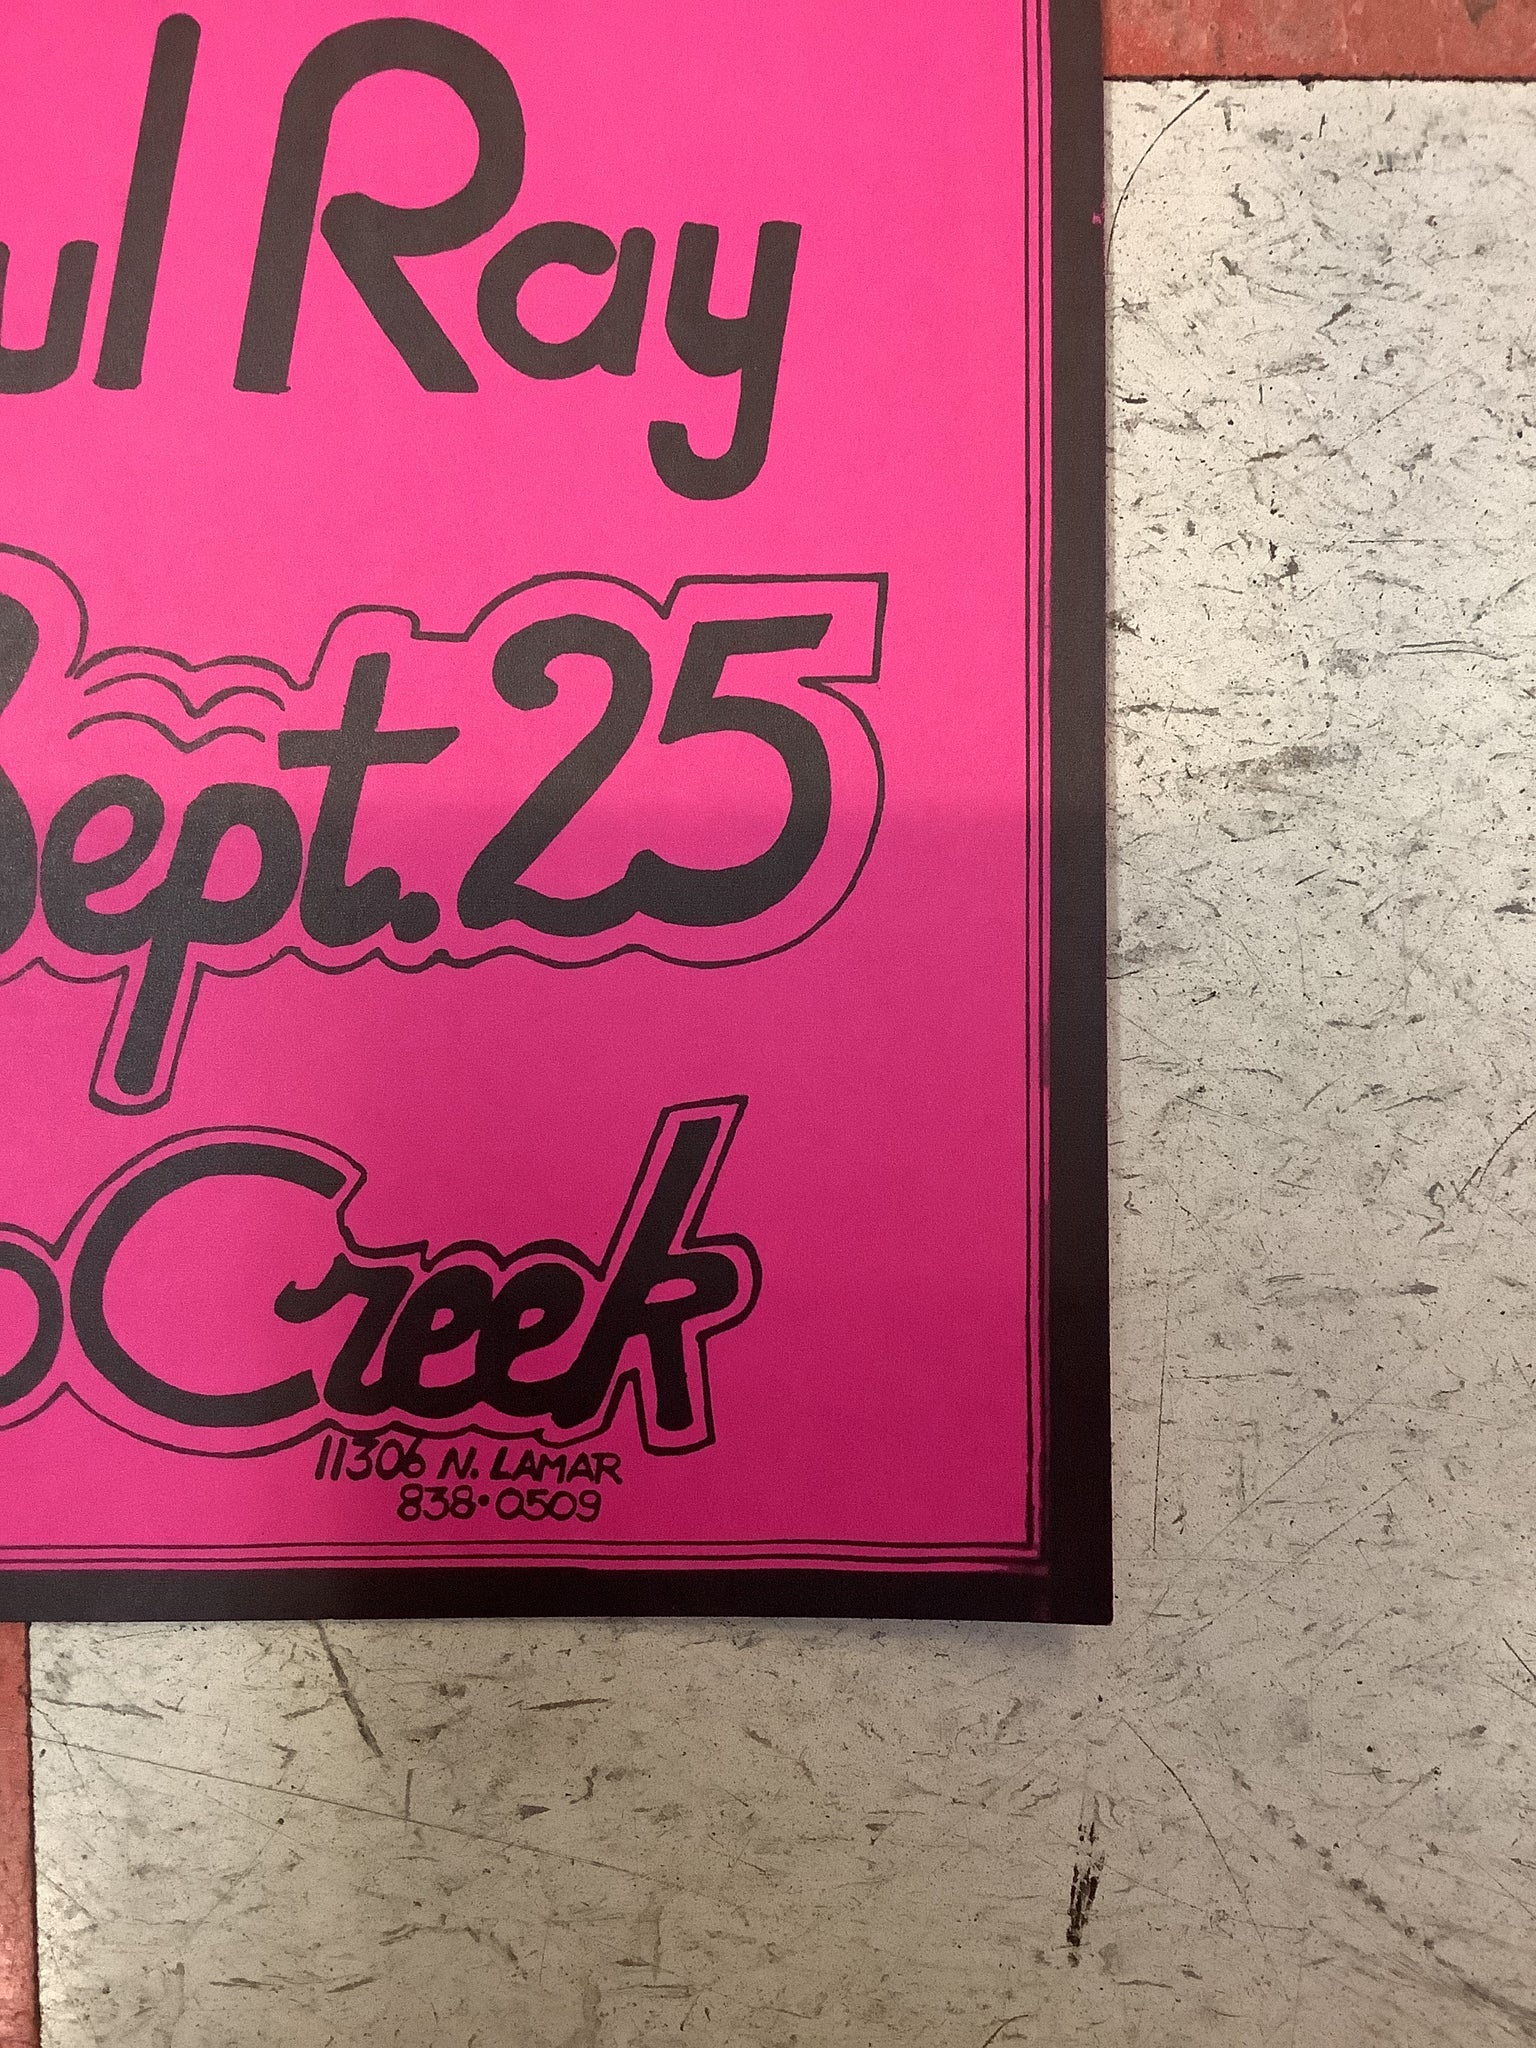 ul Ray
Sept. 25
o Creek
11306 N. LAMAR
838•0509